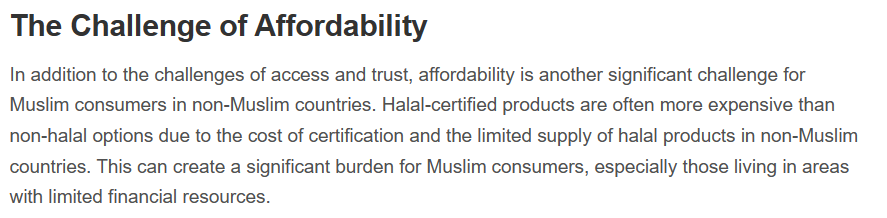 The Challenge of Affordability
In addition to the challenges of access and trust, affordability is another significant challenge for
Muslim consumers in non-Muslim countries. Halal-certified products are often more expensive than
non-halal options due to the cost of certification and the limited supply of halal products in non-Muslim
countries. This can create a significant burden for Muslim consumers, especially those living in areas
with limited financial resources.